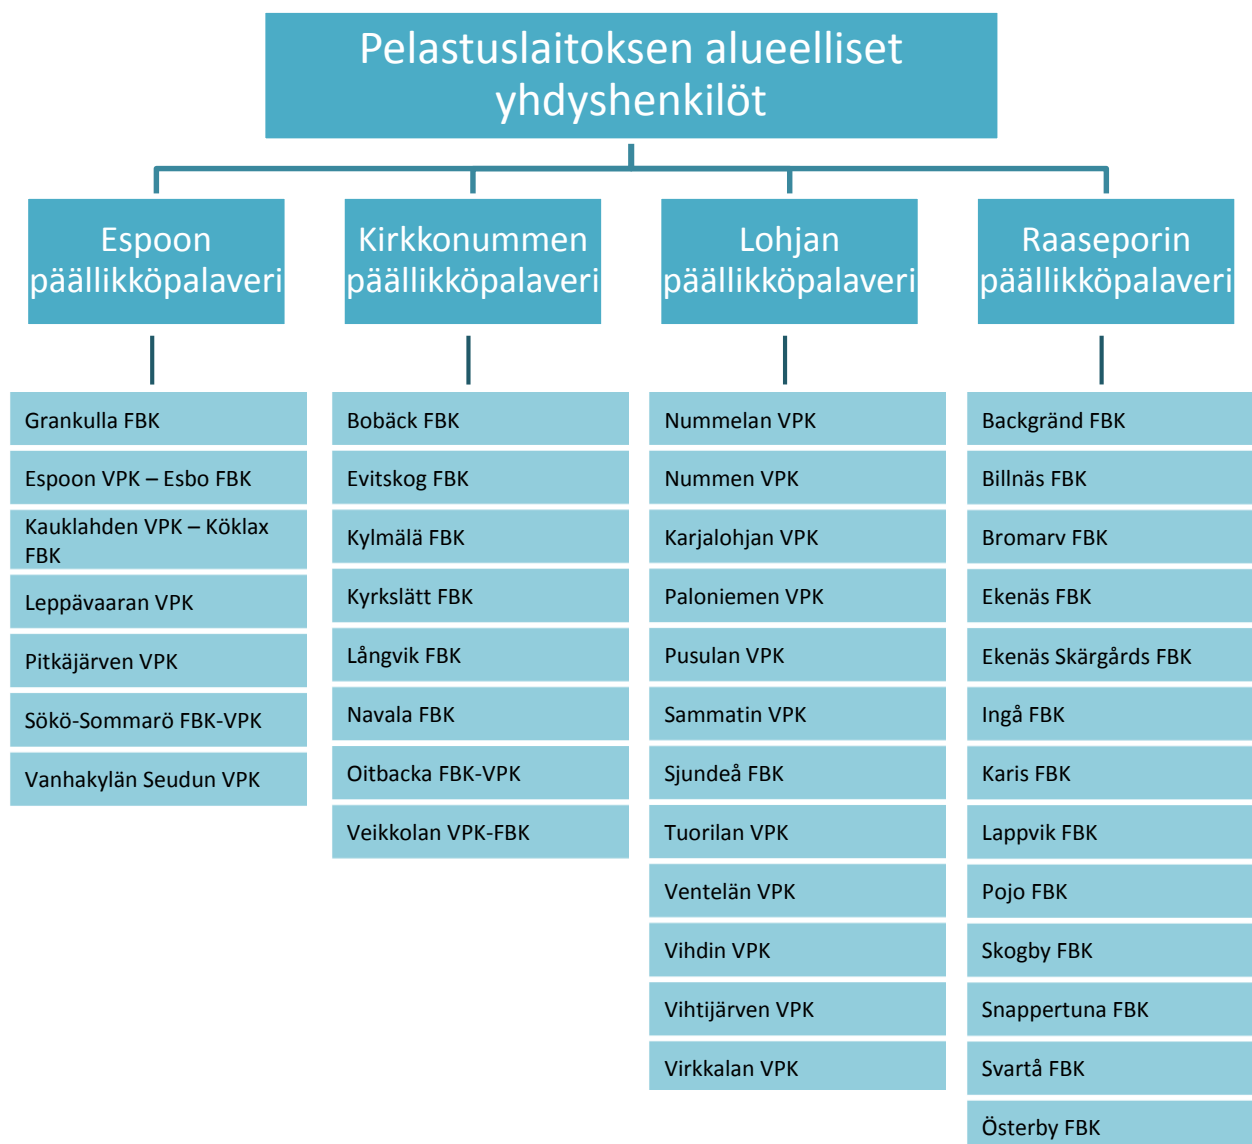 Pelastuslaitoksen alueelliset
yhdyshenkilöt
Espoon
päällikköpalaveri
Kirkkonummen
päällikköpalaveri
Lohjan
päällikköpalaveri
Raaseporin
päällikköpalaveri
Grankulla FBK
Espoon VPK – Esbo FBK
Kauklahden VPK – Köklax
FBK
Leppävaaran VPK
Pitkäjärven VPK
Sökö-Sommarö FBK-VPK
Vanhakylän Seudun VPK
Bobäck FBK
Evitskog FBK
Kylmälä FBK
Kyrkslätt FBK
Långvik FBK
Navala FBK
Oitbacka FBK-VPK
Veikkolan VPK-FBK
Nummelan VPK
Nummen VPK
Karjalohjan VPK
Paloniemen VPK
Pusulan VPK
Sammatin VPK
Sjundeå FBK
Tuorilan VPK
Ventelän VPK
Vihdin VPK
Vihtijärven VPK
Virkkalan VPK
Backgränd FBK
Billnäs FBK
Bromarv FBK
Ekenäs FBK
Ekenäs Skärgårds FBK
Ingå FBK
Karis FBK
Lappvik FBK
Pojo FBK
Skogby FBK
Snappertuna FBK
Svartå FBK
Österby FBK